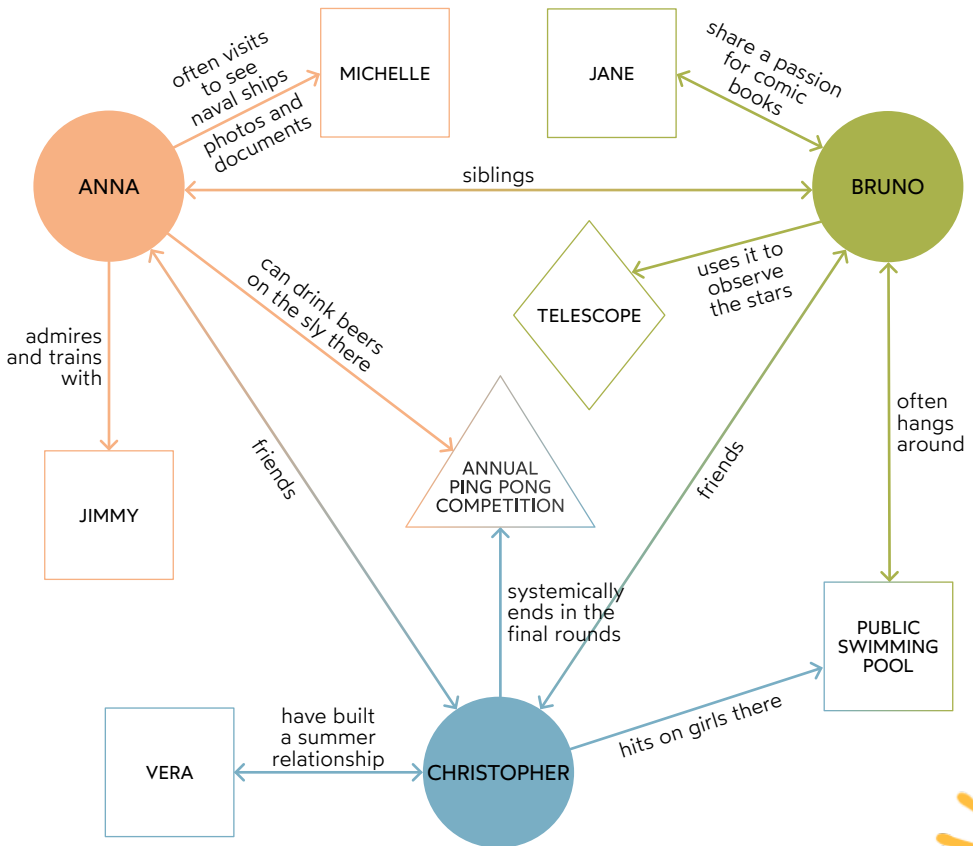 often visits
to see
naval ships
photos and
documents
MICHELLE
JANE
share a passion
for comic
books
ANNA
siblings
BRUNO
can drink beers
on the sly there
TELESCOPE
uses it to
observe
the stars
admires
and trains
with
often
hangs
around
friends
friends
ANNUAL
PING PONG
COMPETITION
JIMMY
systemically
ends in the
final rounds
PUBLIC
SWIMMING
POOL
have built
a summer
relationship
hits on girls there
VERA
CHRISTOPHER